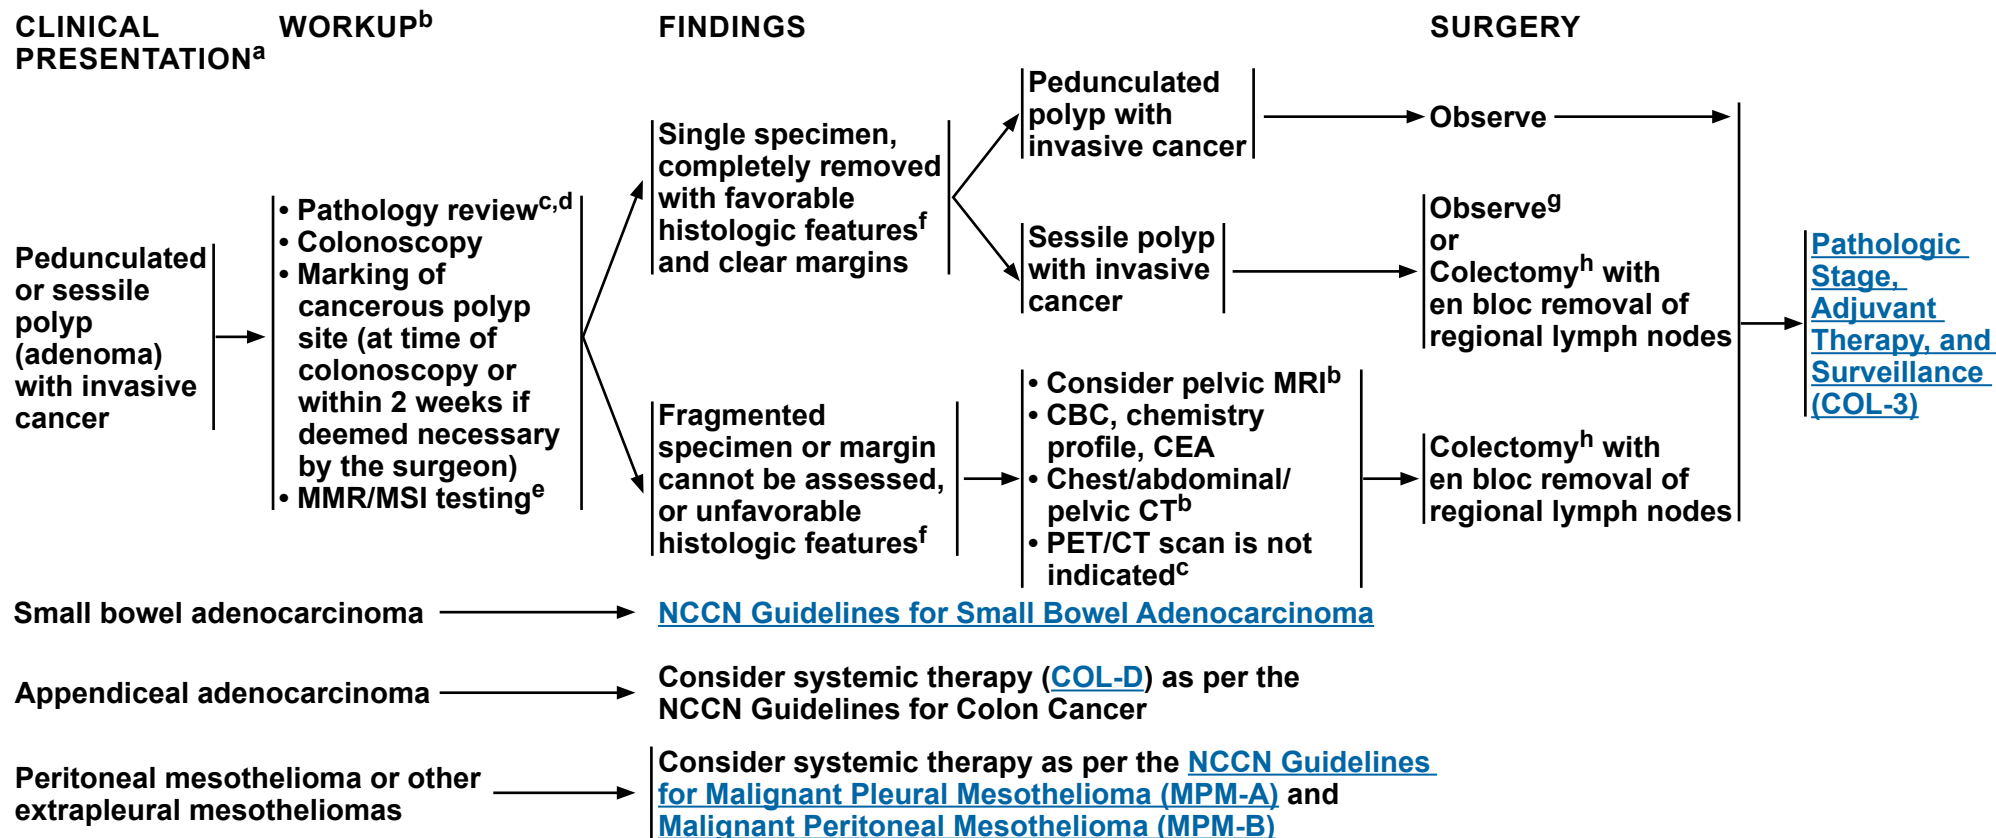 CLINICAL
PRESENTATIONa
WORKUPb
FINDINGS
SURGERY
Pedunculated
or sessile
polyp
(adenoma)
with invasive
cancer
• Pathology reviewc,d
• Colonoscopy
• Marking of
cancerous polyp
site (at time of
colonoscopy or
within 2 weeks if
deemed necessary
by the surgeon)
• MMR/MSI testinge
Single specimen,
completely removed
with favorable
histologic featuresf
and clear margins
Pedunculated
polyp with
invasive cancer
Observe
Sessile polyp
with invasive
cancer
Observeg
or
Colectomyh with
en bloc removal of
regional lymph nodes
Fragmented
specimen or margin
cannot be assessed,
or unfavorable
histologic featuresf
• Consider pelvic MRIb
• CBC, chemistry
profile, CEA
• Chest/abdominal/
pelvic CTb
• PET/CT scan is not
indicatedc
Colectomyh with
en bloc removal of
regional lymph nodes
Pathologic
Stage,
Adjuvant
Therapy, and
Surveillance
(COL-3)
Small bowel adenocarcinoma
NCCN Guidelines for Small Bowel Adenocarcinoma
Appendiceal adenocarcinoma
Consider systemic therapy (COL-D) as per the
NCCN Guidelines for Colon Cancer
Peritoneal mesothelioma or other
extrapleural mesotheliomas
Consider systemic therapy as per the NCCN Guidelines
for Malignant Pleural Mesothelioma (MPM-A) and
Malignant Peritoneal Mesothelioma (MPM-B)